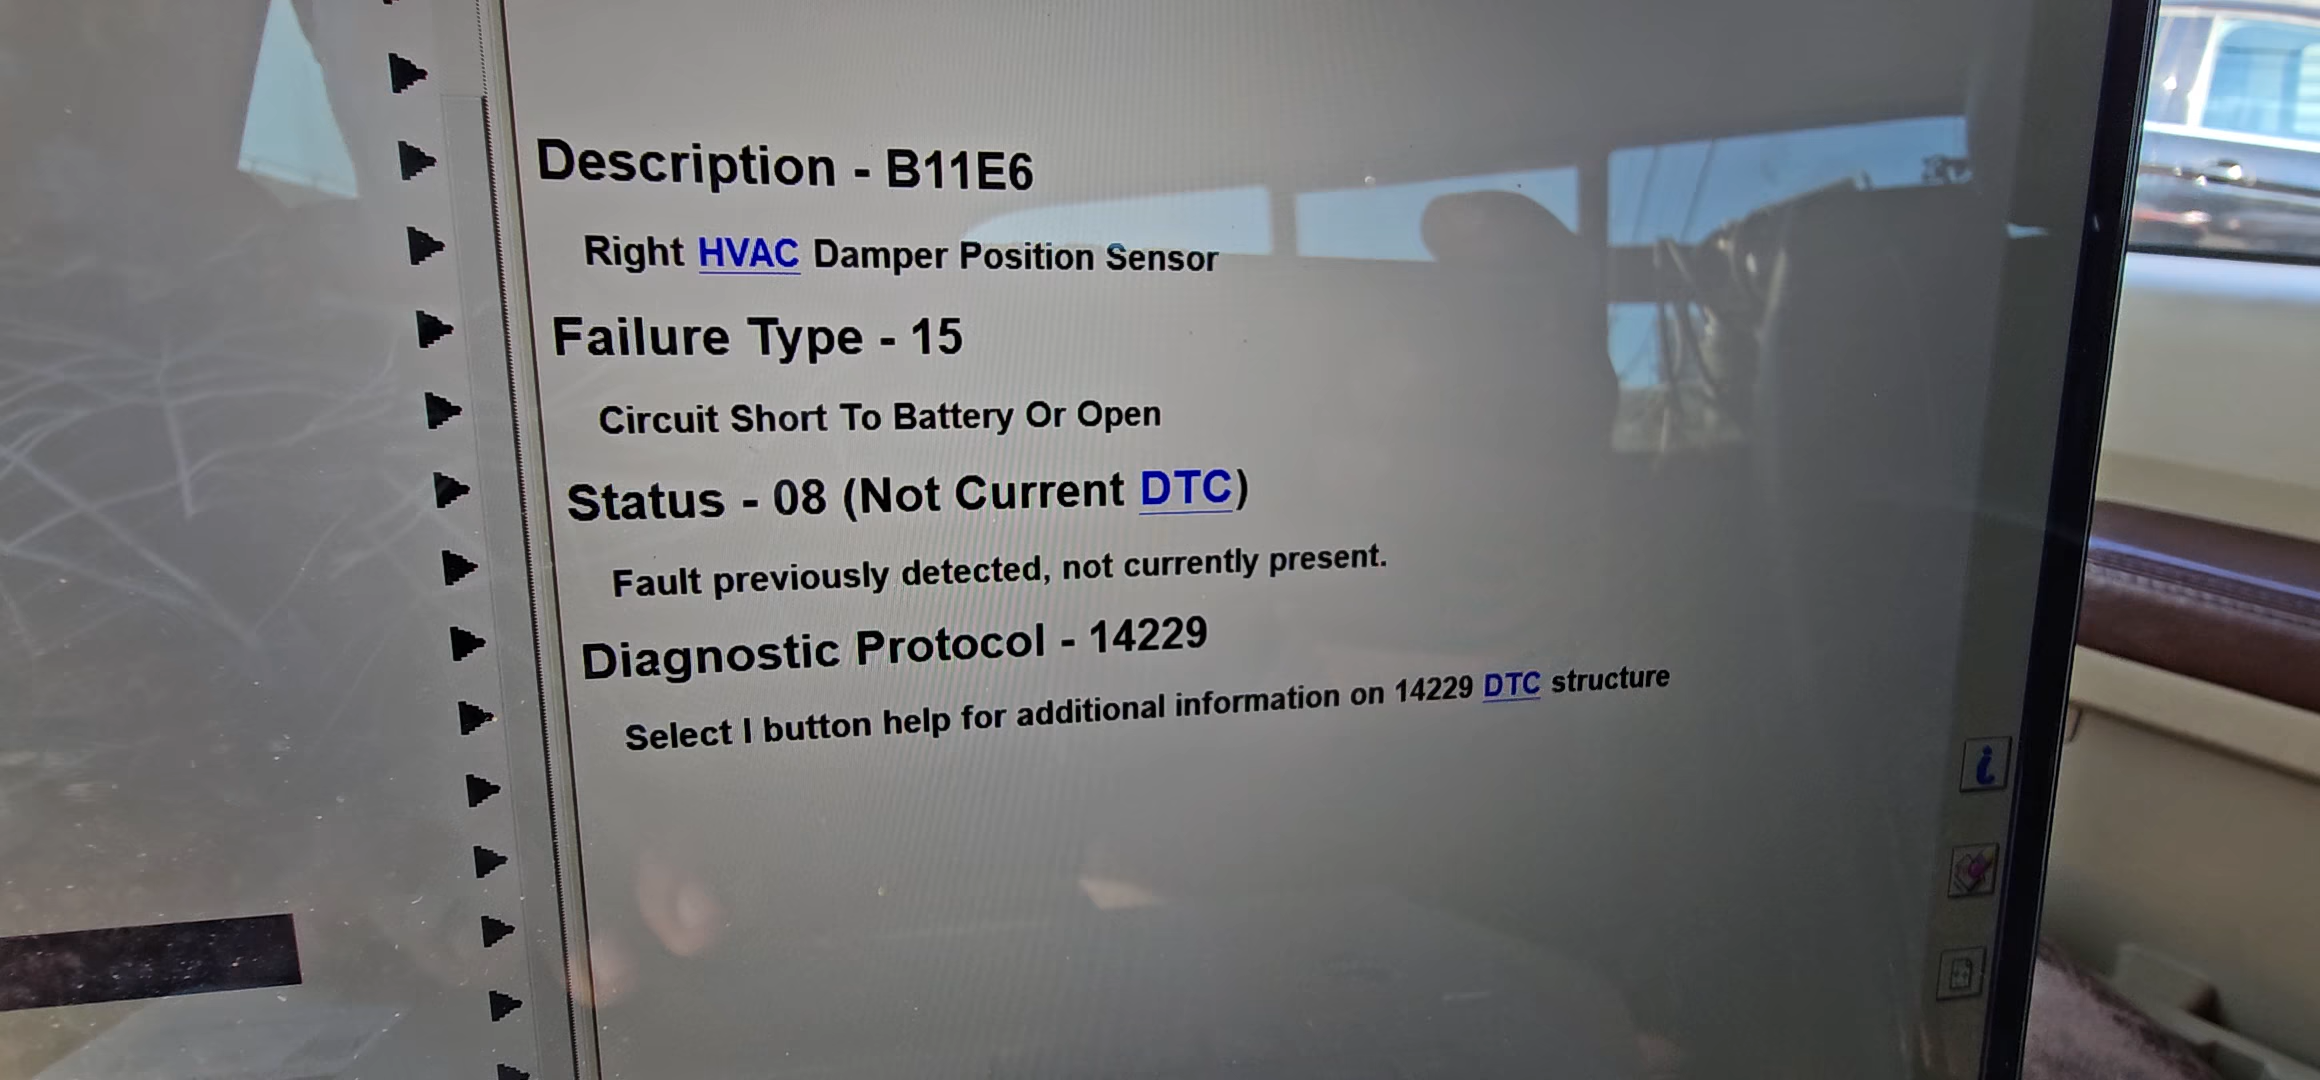 Description - B11E6
Right HVAC Damper Position Sensor
Failure Type - 15
Circuit Short To Battery Or Open
Status - 08 (Not Current DTC)
Fault previously detected, not currently present.
Diagnostic Protocol - 14229
Select I button help for additional information on 14229 DTC structure
i